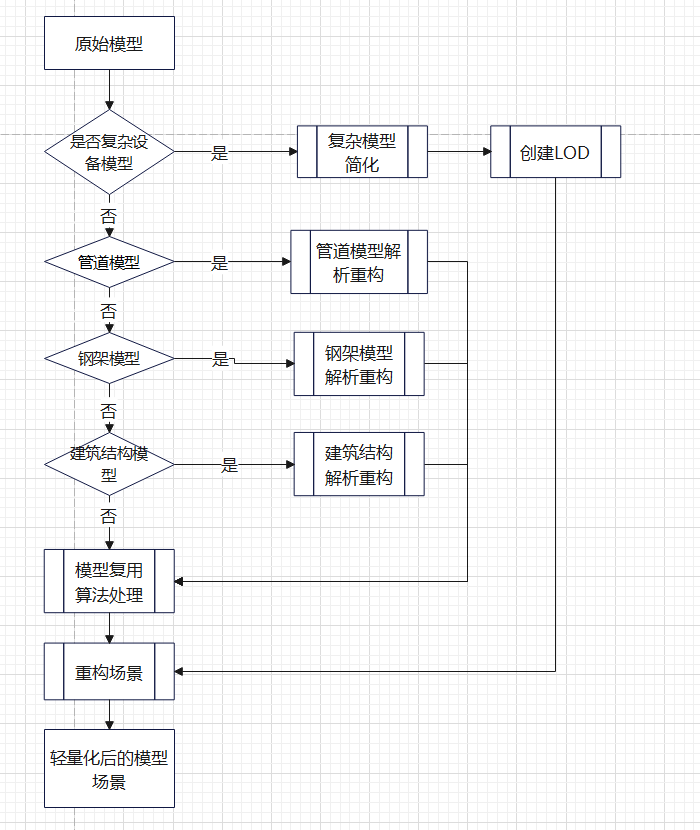 原始模型
是否复杂设
备模型
是
复杂模型
简化
创建LOD
否
管道模型
是
管道模型解
析重构
否
钢架模型
是
钢架模型
解析重构
否
建筑结构模
型
是
建筑结构
解析重构
否
模型复用
算法处理
重构场景
轻量化后的模型
场景